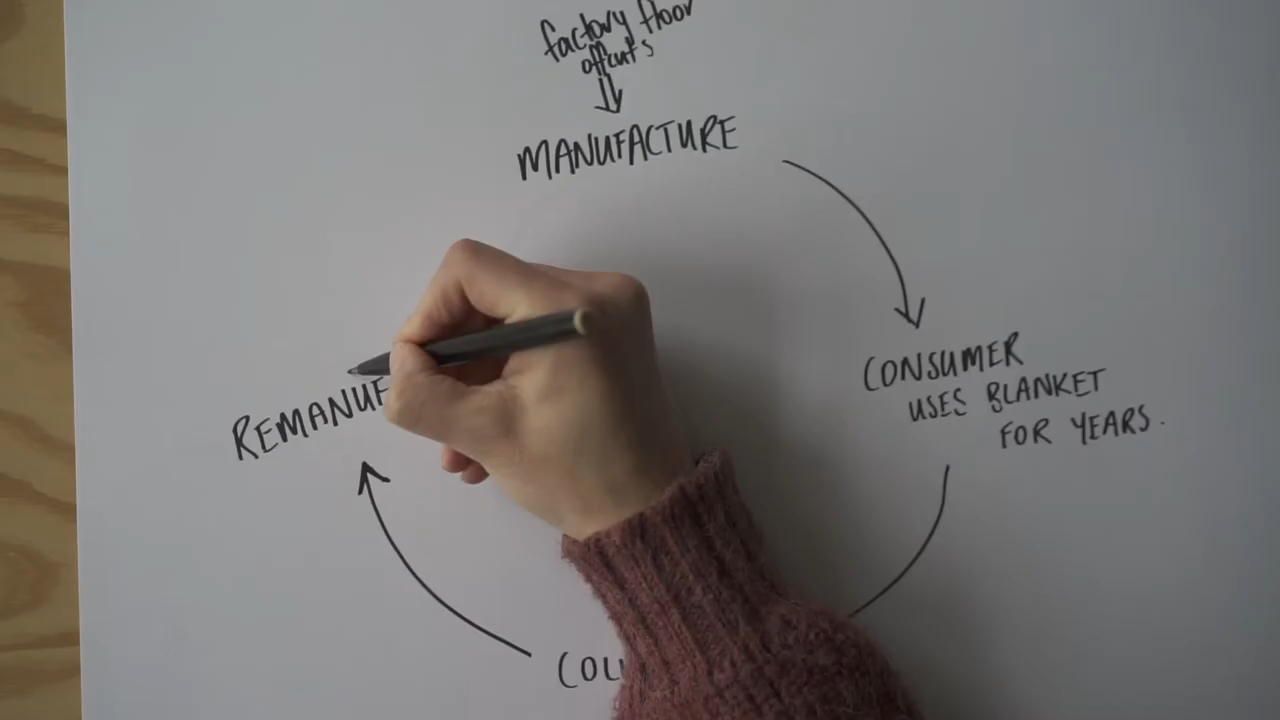 factory floor
offcuts
MANUFACTURE
CONSUMER
USES BLANKET
FOR YEARS.